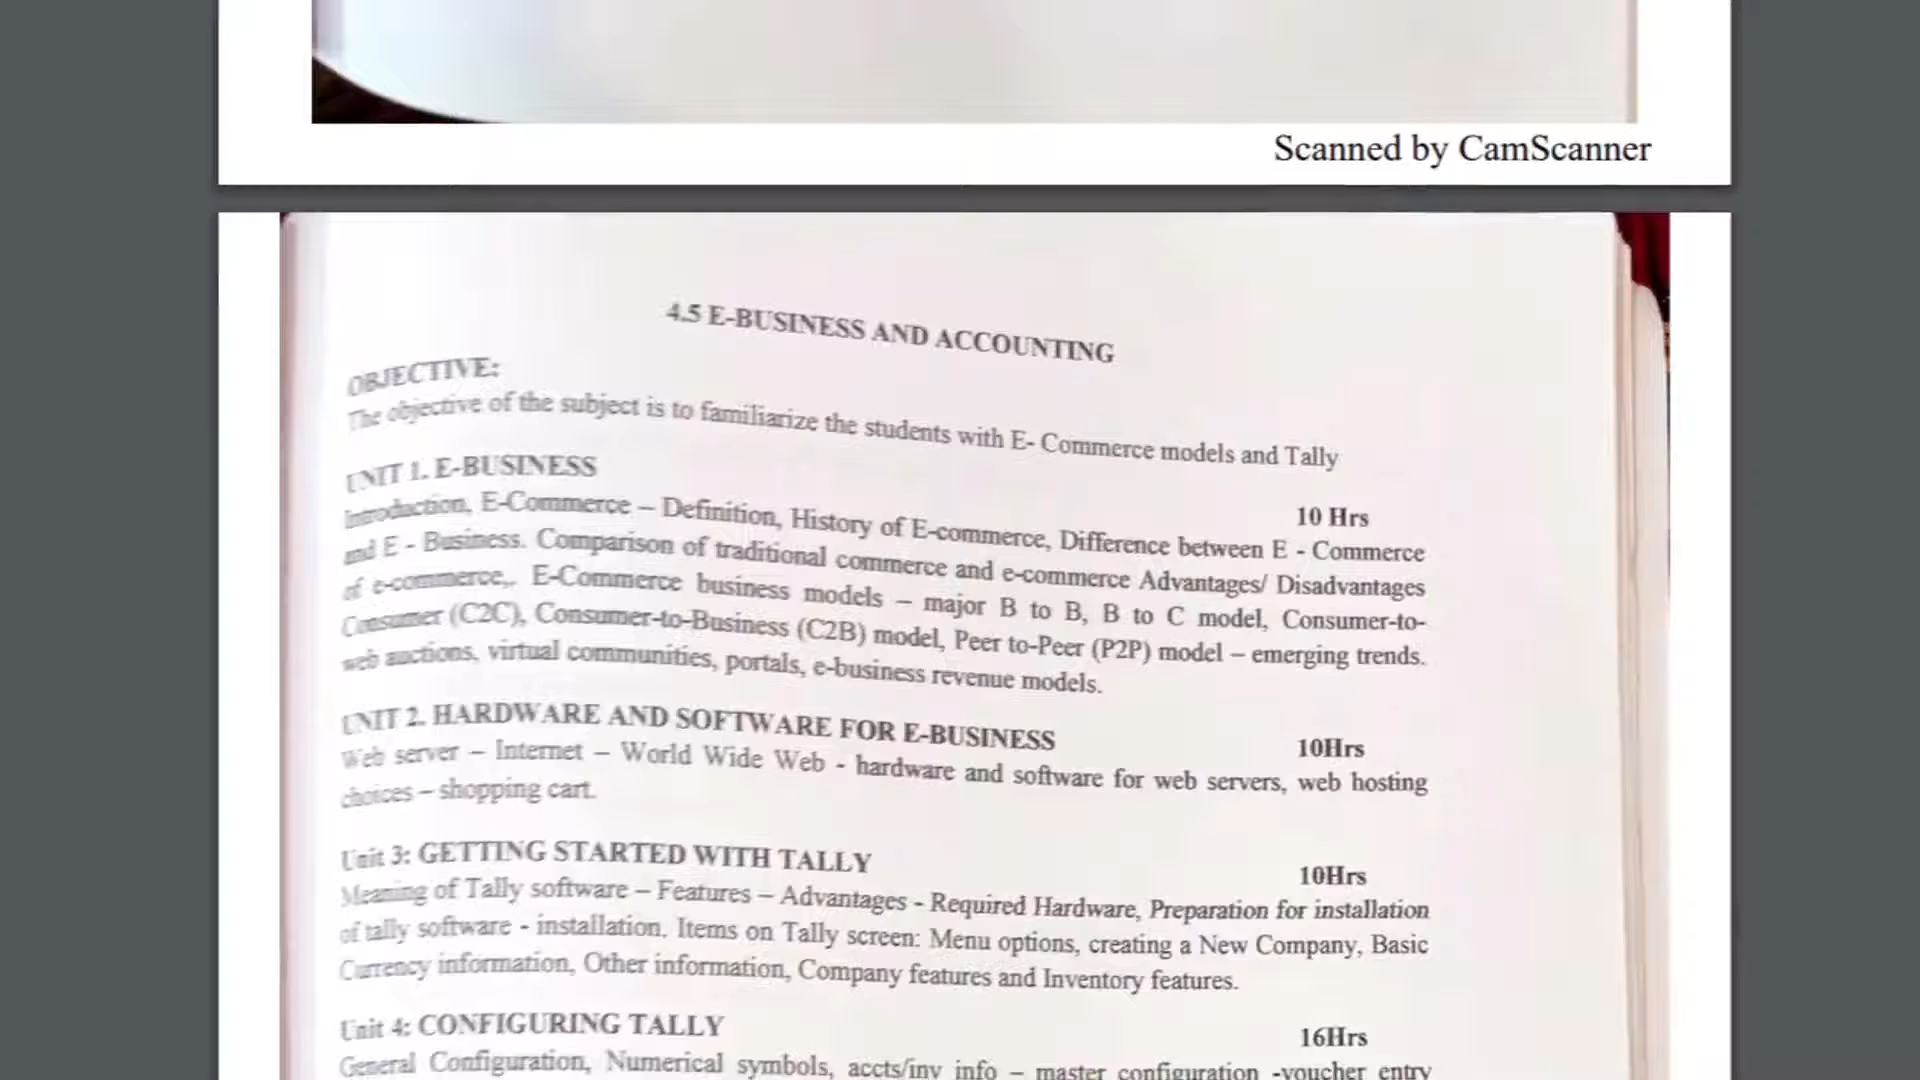 Scanned by CamScanner
4.5 E-BUSINESS AND ACCOUNTING
OBJECTIVE:
The objective of the subject is to familiarize the students with E- Commerce models and Tally
UNIT 1. E-BUSINESS 10 Hrs
Introduction, E-Commerce – Definition, History of E-commerce, Difference between E - Commerce
and E - Business. Comparison of traditional commerce and e-commerce Advantages/ Disadvantages
of e-commerce,. E-Commerce business models – major B to B, B to C model, Consumer-to-
Consumer (C2C), Consumer-to-Business (C2B) model, Peer to-Peer (P2P) model – emerging trends.
web auctions, virtual communities, portals, e-business revenue models.
UNIT 2. HARDWARE AND SOFTWARE FOR E-BUSINESS 10Hrs
Web server – Internet – World Wide Web - hardware and software for web servers, web hosting
choices – shopping cart.
Unit 3: GETTING STARTED WITH TALLY 10Hrs
Meaning of Tally software – Features – Advantages - Required Hardware, Preparation for installation
of tally software - installation. Items on Tally screen: Menu options, creating a New Company, Basic
Currency information, Other information, Company features and Inventory features.
Unit 4: CONFIGURING TALLY 16Hrs
General Configuration, Numerical symbols, accts/inv info – master configuration -voucher entry